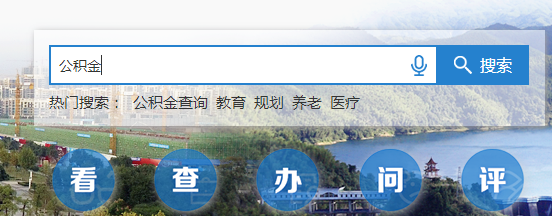 公积金 搜索
热门搜索： 公积金查询 教育 规划 养老 医疗
看 查 办 问 评